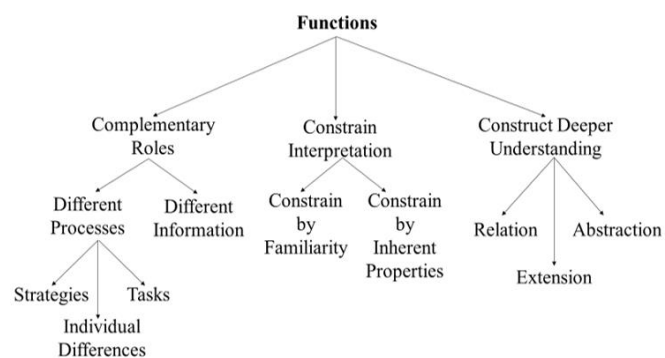 Functions
Complementary
Roles
Constrain
Interpretation
Construct Deeper
Understanding
Different
Processes
Different
Information
Constrain
by
Familiarity
Constrain
by
Inherent
Properties
Relation
Abstraction
Extension
Strategies
Tasks
Individual
Differences